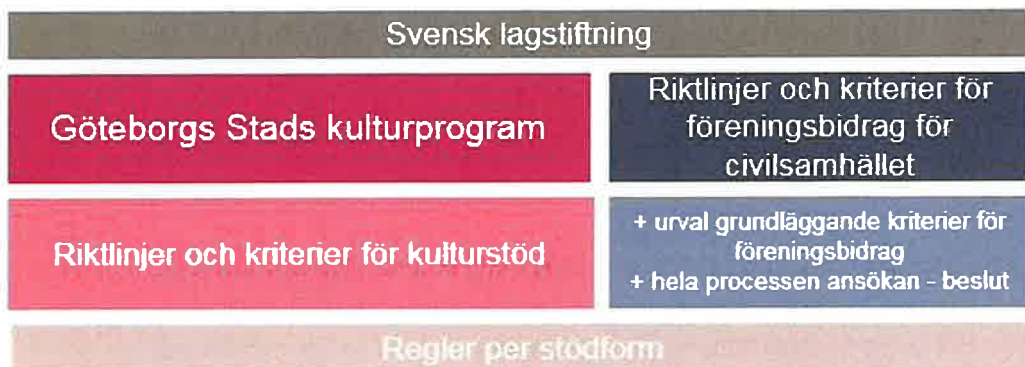 Svensk lagstiftning
Göteborgs Stads kulturprogram
Riktlinjer och kriterier för
föreningsbidrag för
civilsamhället
Riktlinjer och kriterier för kulturstöd
+ urval grundläggande kriterier för
föreningsbidrag
+ hela processen ansökan - beslut
Regler per stödform